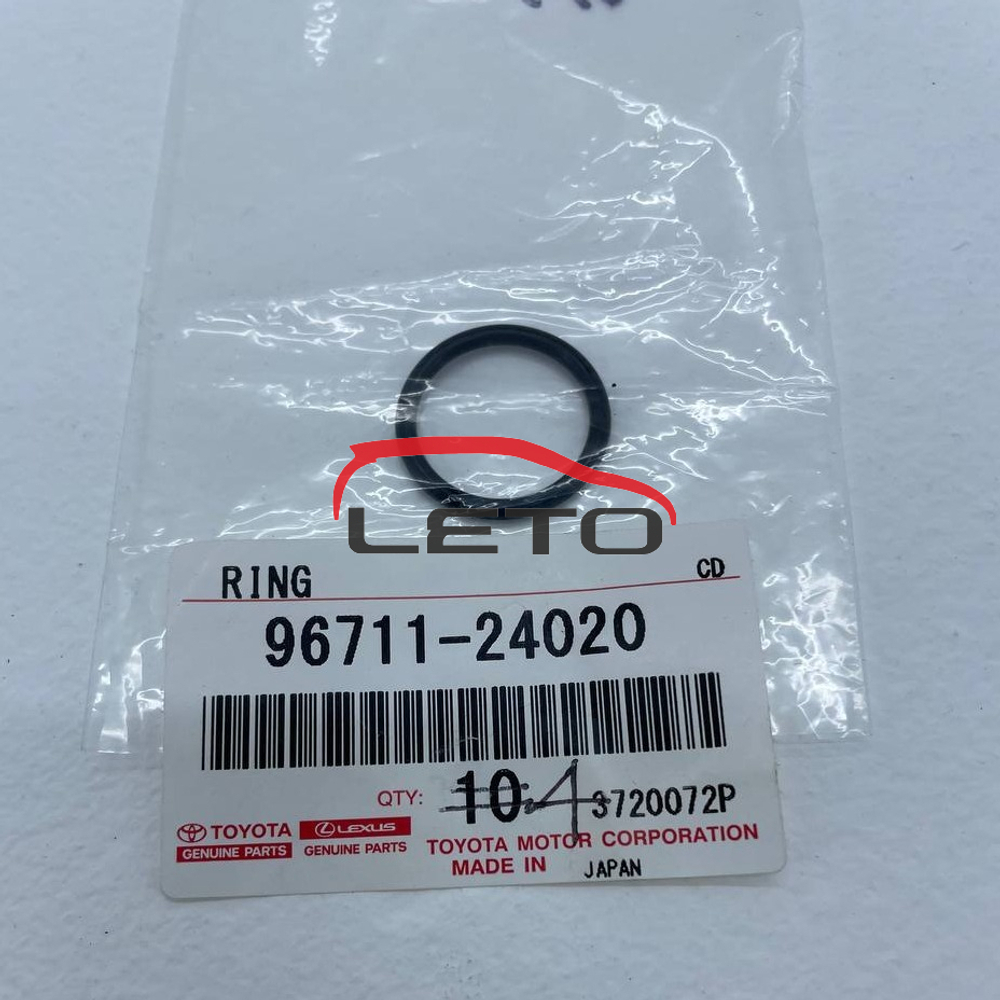 LETO
RING CD
96711-24020
QTY: 10 4 3720072P
TOYOTA LEXUS
GENUINE PARTS GENUINE PARTS
TOYOTA MOTOR CORPORATION
MADE IN JAPAN